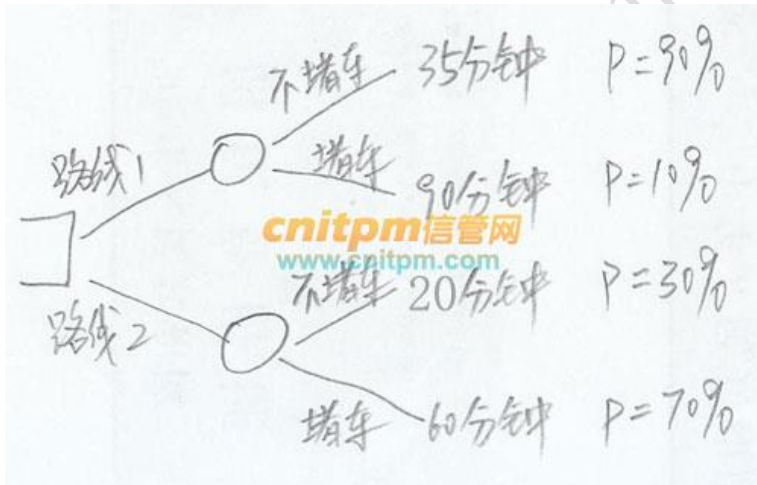 不堵车 35分钟 P=90%
路线1
堵车 90分钟 P=10%
cnitpm信管网
www.cnitpm.com
不堵车 20分钟 P=30%
路线2
堵车 60分钟 P=70%